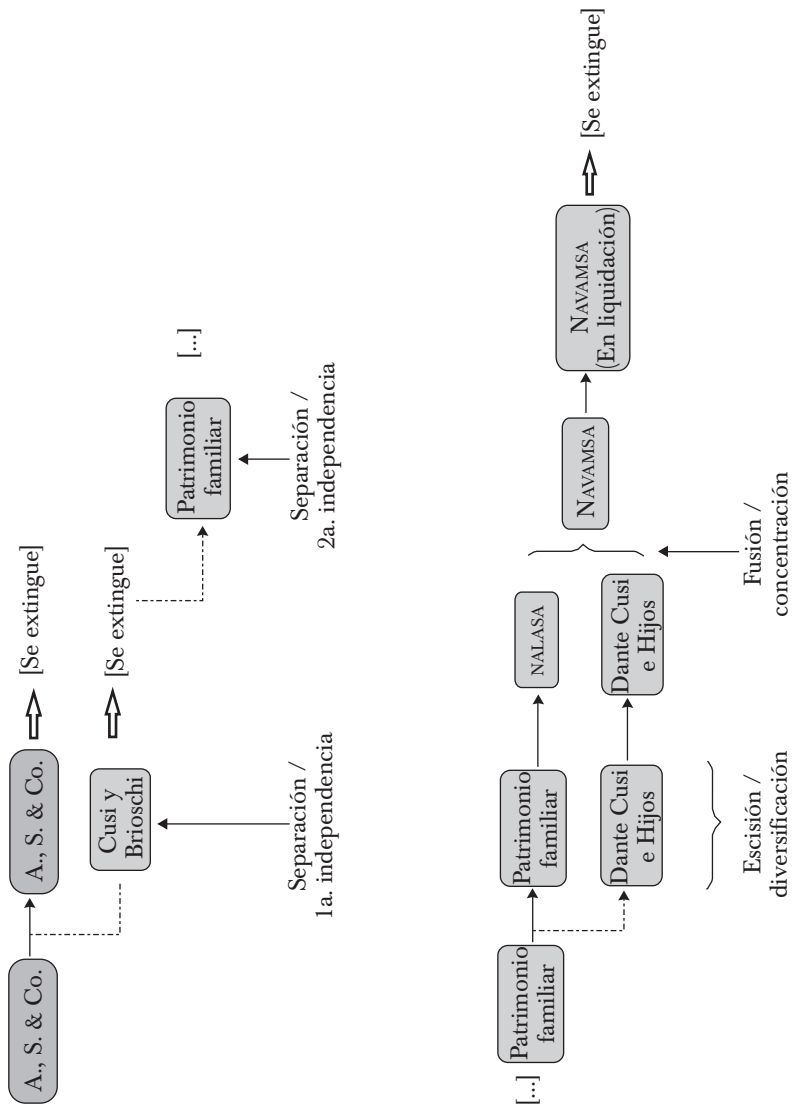 A., S. & Co.
A., S. & Co.
[Se extingue]
Cusi y
Brioschi
[Se extingue]
Separación /
1a. independencia
Patrimonio
familiar
[...]
Separación /
2a. independencia
[...]
Patrimonio
familiar
Patrimonio
familiar
NALASA
Dante Cusi
e Hijos
Dante Cusi
e Hijos
Escisión /
diversificación
Fusión /
concentración
NAVAMSA
NAVAMSA
(En liquidación)
[Se extingue]